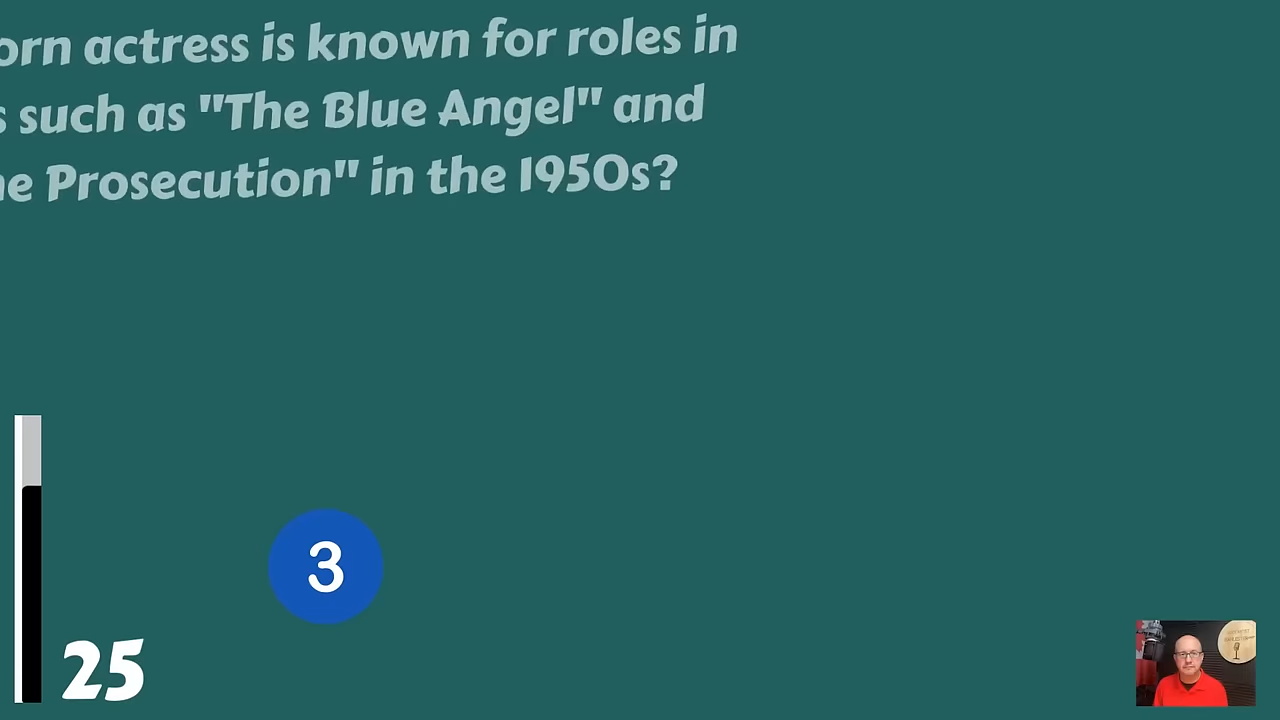 orn actress is known for roles in
s such as "The Blue Angel" and
he Prosecution" in the 1950s?
3
25